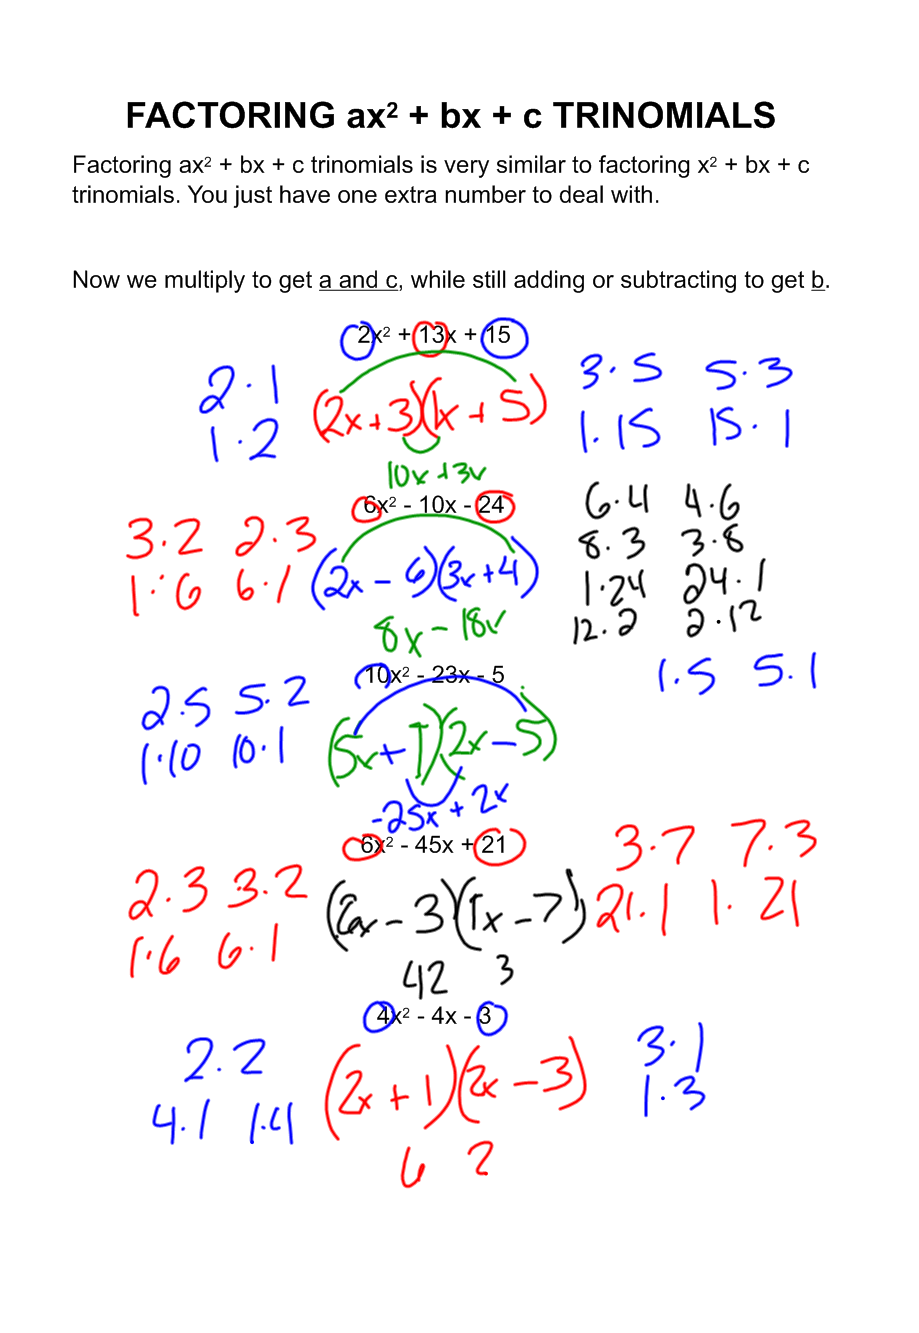 FACTORING ax² + bx + c TRINOMIALS
Factoring ax² + bx + c trinomials is very similar to factoring x² + bx + c
trinomials. You just have one extra number to deal with.
Now we multiply to get a and c, while still adding or subtracting to get b.
2x² + 13x + 15
2·1 (2x+3)(1x+5) 3·5 5·3
1·2 1·15 15·1
10x+3x
6x² - 10x - 24 6·4 4·6
3·2 2·3 8·3 3·8
1·6 6·1 (2x-6)(3x+4) 1·24 24·1
8x-18x 12·2 2·12
10x² - 23x - 5 1·5 5·1
2·5 5·2
1·10 10·1 (5x+1)(2x-5)
-25x+2x
6x² - 45x + 21 3·7 7·3
2·3 3·2 (6x-3)(1x-7) 21·1 1·21
1·6 6·1
42 3
4x² - 4x - 3
2·2 3·1
4·1 1·4 (2x+1)(2x-3) 1·3
6 2